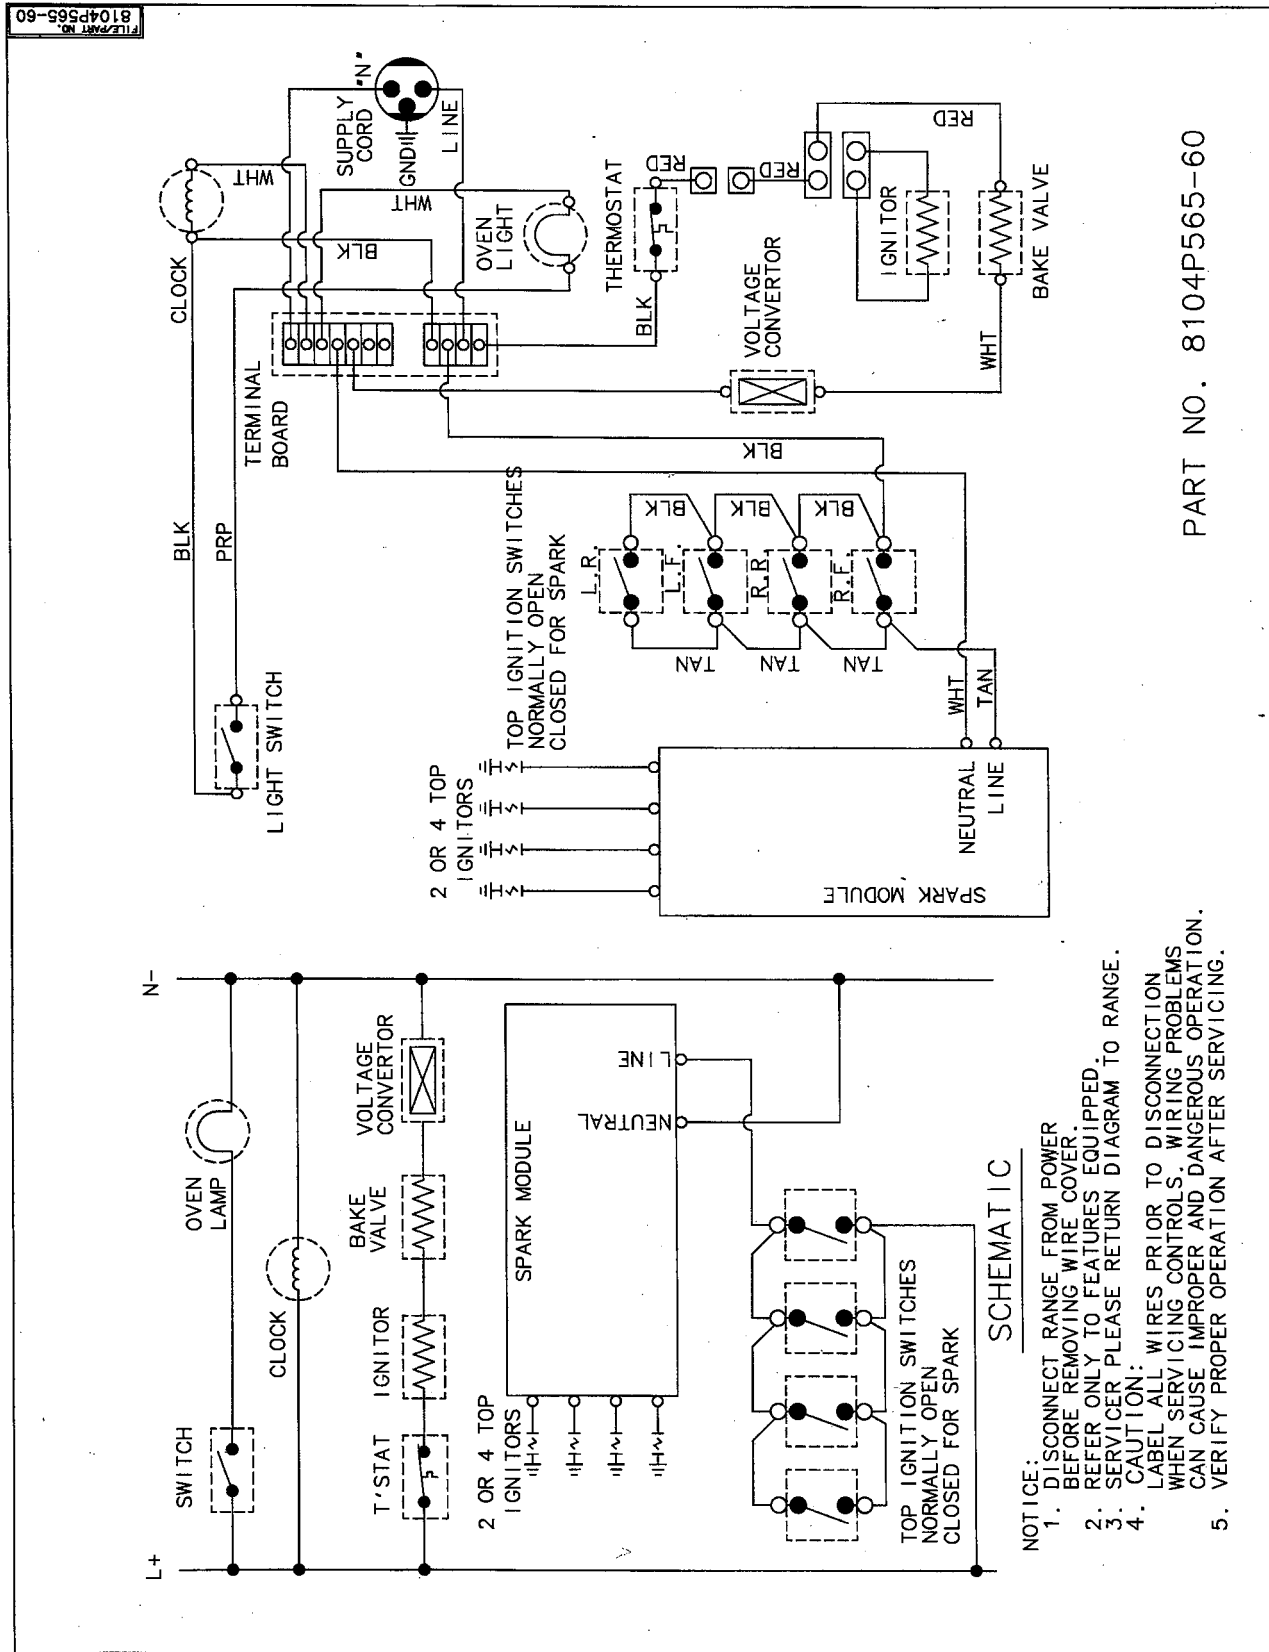 FILE/PART NO.
8104P565-60
CLOCK
WHT
SUPPLY
CORD
"N"
GND
LINE
WHT
BLK
OVEN
LIGHT
THERMOSTAT
RED
RED
RED
IGNITOR
BAKE VALVE
BLK
VOLTAGE
CONVERTOR
WHT
TERMINAL
BOARD
BLK
PRP
LIGHT SWITCH
BLK
TOP IGNITION SWITCHES
NORMALLY OPEN
CLOSED FOR SPARK
L.R.
L.F.
R.R.
R.F.
BLK
BLK
BLK
TAN
TAN
TAN
WHT
TAN
2 OR 4 TOP
IGNITORS
NEUTRAL
LINE
SPARK MODULE
PART NO. 8104P565-60
L+
N-
SWITCH
OVEN
LAMP
CLOCK
T'STAT
IGNITOR
BAKE
VALVE
VOLTAGE
CONVERTOR
2 OR 4 TOP
IGNITORS
SPARK MODULE
NEUTRAL
LINE
TOP IGNITION SWITCHES
NORMALLY OPEN
CLOSED FOR SPARK
SCHEMATIC
NOTICE:
1. DISCONNECT RANGE FROM POWER
BEFORE REMOVING WIRE COVER.
2. REFER ONLY TO FEATURES EQUIPPED.
3. SERVICER PLEASE RETURN DIAGRAM TO RANGE.
4. CAUTION:
LABEL ALL WIRES PRIOR TO DISCONNECTION
WHEN SERVICING CONTROLS. WIRING PROBLEMS
CAN CAUSE IMPROPER AND DANGEROUS OPERATION.
5. VERIFY PROPER OPERATION AFTER SERVICING.